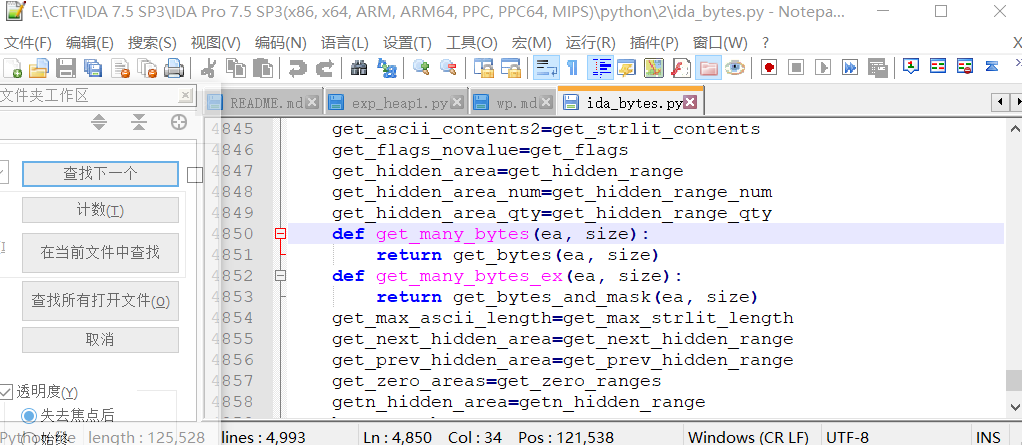 E:\CTF\IDA 7.5 SP3\IDA Pro 7.5 SP3(x86, x64, ARM, ARM64, PPC, PPC64, MIPS)\python\2\ida_bytes.py - Notepa...
文件(F) 编辑(E) 搜索(S) 视图(V) 编码(N) 语言(L) 设置(T) 工具(O) 宏(M) 运行(R) 插件(P) 窗口(W) ? X
文件夹工作区
README.md exp_heap1.py wp.md ida_bytes.py
查找下一个
计数(T)
在当前文件中查找
查找所有打开文件(O)
取消
透明度(Y)
失去焦点后
始终
4845 get_ascii_contents2=get_strlit_contents
4846 get_flags_novalue=get_flags
4847 get_hidden_area=get_hidden_range
4848 get_hidden_area_num=get_hidden_range_num
4849 get_hidden_area_qty=get_hidden_range_qty
4850 def get_many_bytes(ea, size):
4851 return get_bytes(ea, size)
4852 def get_many_bytes_ex(ea, size):
4853 return get_bytes_and_mask(ea, size)
4854 get_max_ascii_length=get_max_strlit_length
4855 get_next_hidden_area=get_next_hidden_range
4856 get_prev_hidden_area=get_prev_hidden_range
4857 get_zero_areas=get_zero_ranges
4858 getn_hidden_area=getn_hidden_range
Python file length : 125,528 lines : 4,993 Ln : 4,850 Col : 34 Pos : 121,538 Windows (CR LF) UTF-8 INS